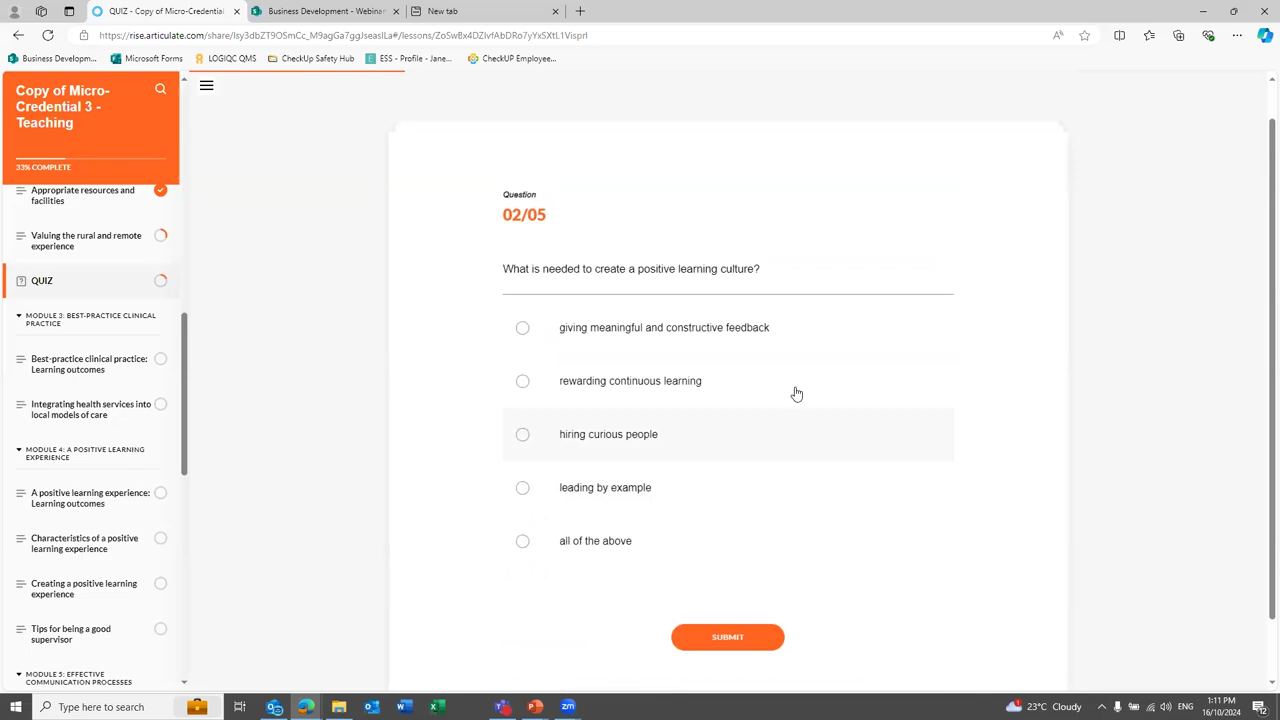 QUIZ - Copy of Micro-Credential 3
Business Development - Webinar
New tab
https://rise.articulate.com/share/
Business Developm...
Microsoft Forms
LOGIQC QMS
CheckUP Safety Hub
ESS - Profile - Jane...
CheckUP Employee...
Copy of Micro-
Credential 3 -
Teaching
33% COMPLETE
Appropriate resources and
facilities
Valuing the rural and remote
experience
QUIZ
MODULE 3: BEST-PRACTICE CLINICAL
PRACTICE
Best-practice clinical practice:
Learning outcomes
Integrating health services into
local models of care
MODULE 4: A POSITIVE LEARNING
EXPERIENCE
A positive learning experience:
Learning outcomes
Characteristics of a positive
learning experience
Creating a positive learning
experience
Tips for being a good
supervisor
MODULE 5: EFFECTIVE
COMMUNICATION PROCESSES
Question
02/05
What is needed to create a positive learning culture?
giving meaningful and constructive feedback
rewarding continuous learning
hiring curious people
leading by example
all of the above
SUBMIT
Type here to search
23°C Cloudy
1:11 PM
16/10/2024